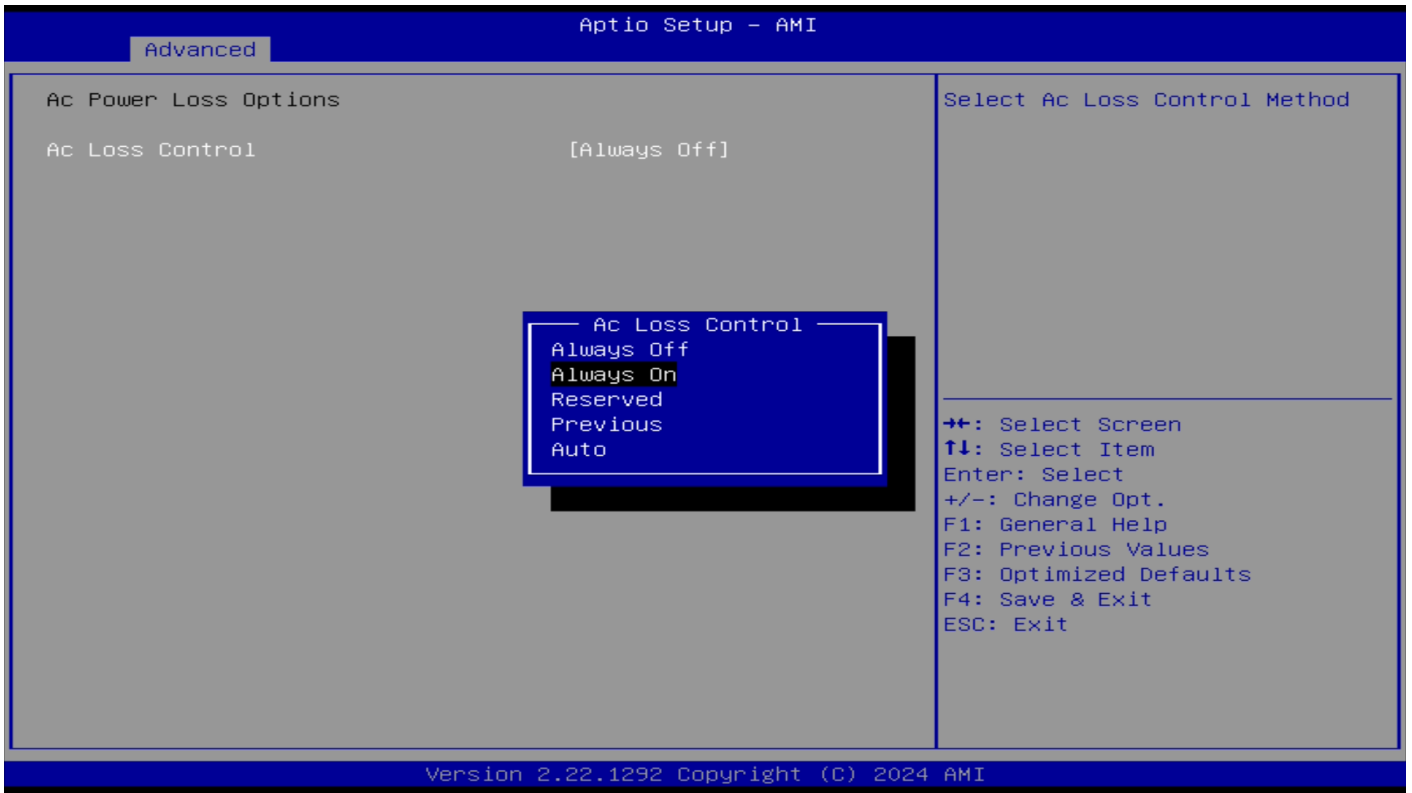 Aptio Setup – AMI
Advanced
Ac Power Loss Options
Ac Loss Control [Always Off]
Select Ac Loss Control Method
Ac Loss Control
Always Off
Always On
Reserved
Previous
Auto
→←: Select Screen
↑↓: Select Item
Enter: Select
+/-: Change Opt.
F1: General Help
F2: Previous Values
F3: Optimized Defaults
F4: Save & Exit
ESC: Exit
Version 2.22.1292 Copyright (C) 2024 AMI